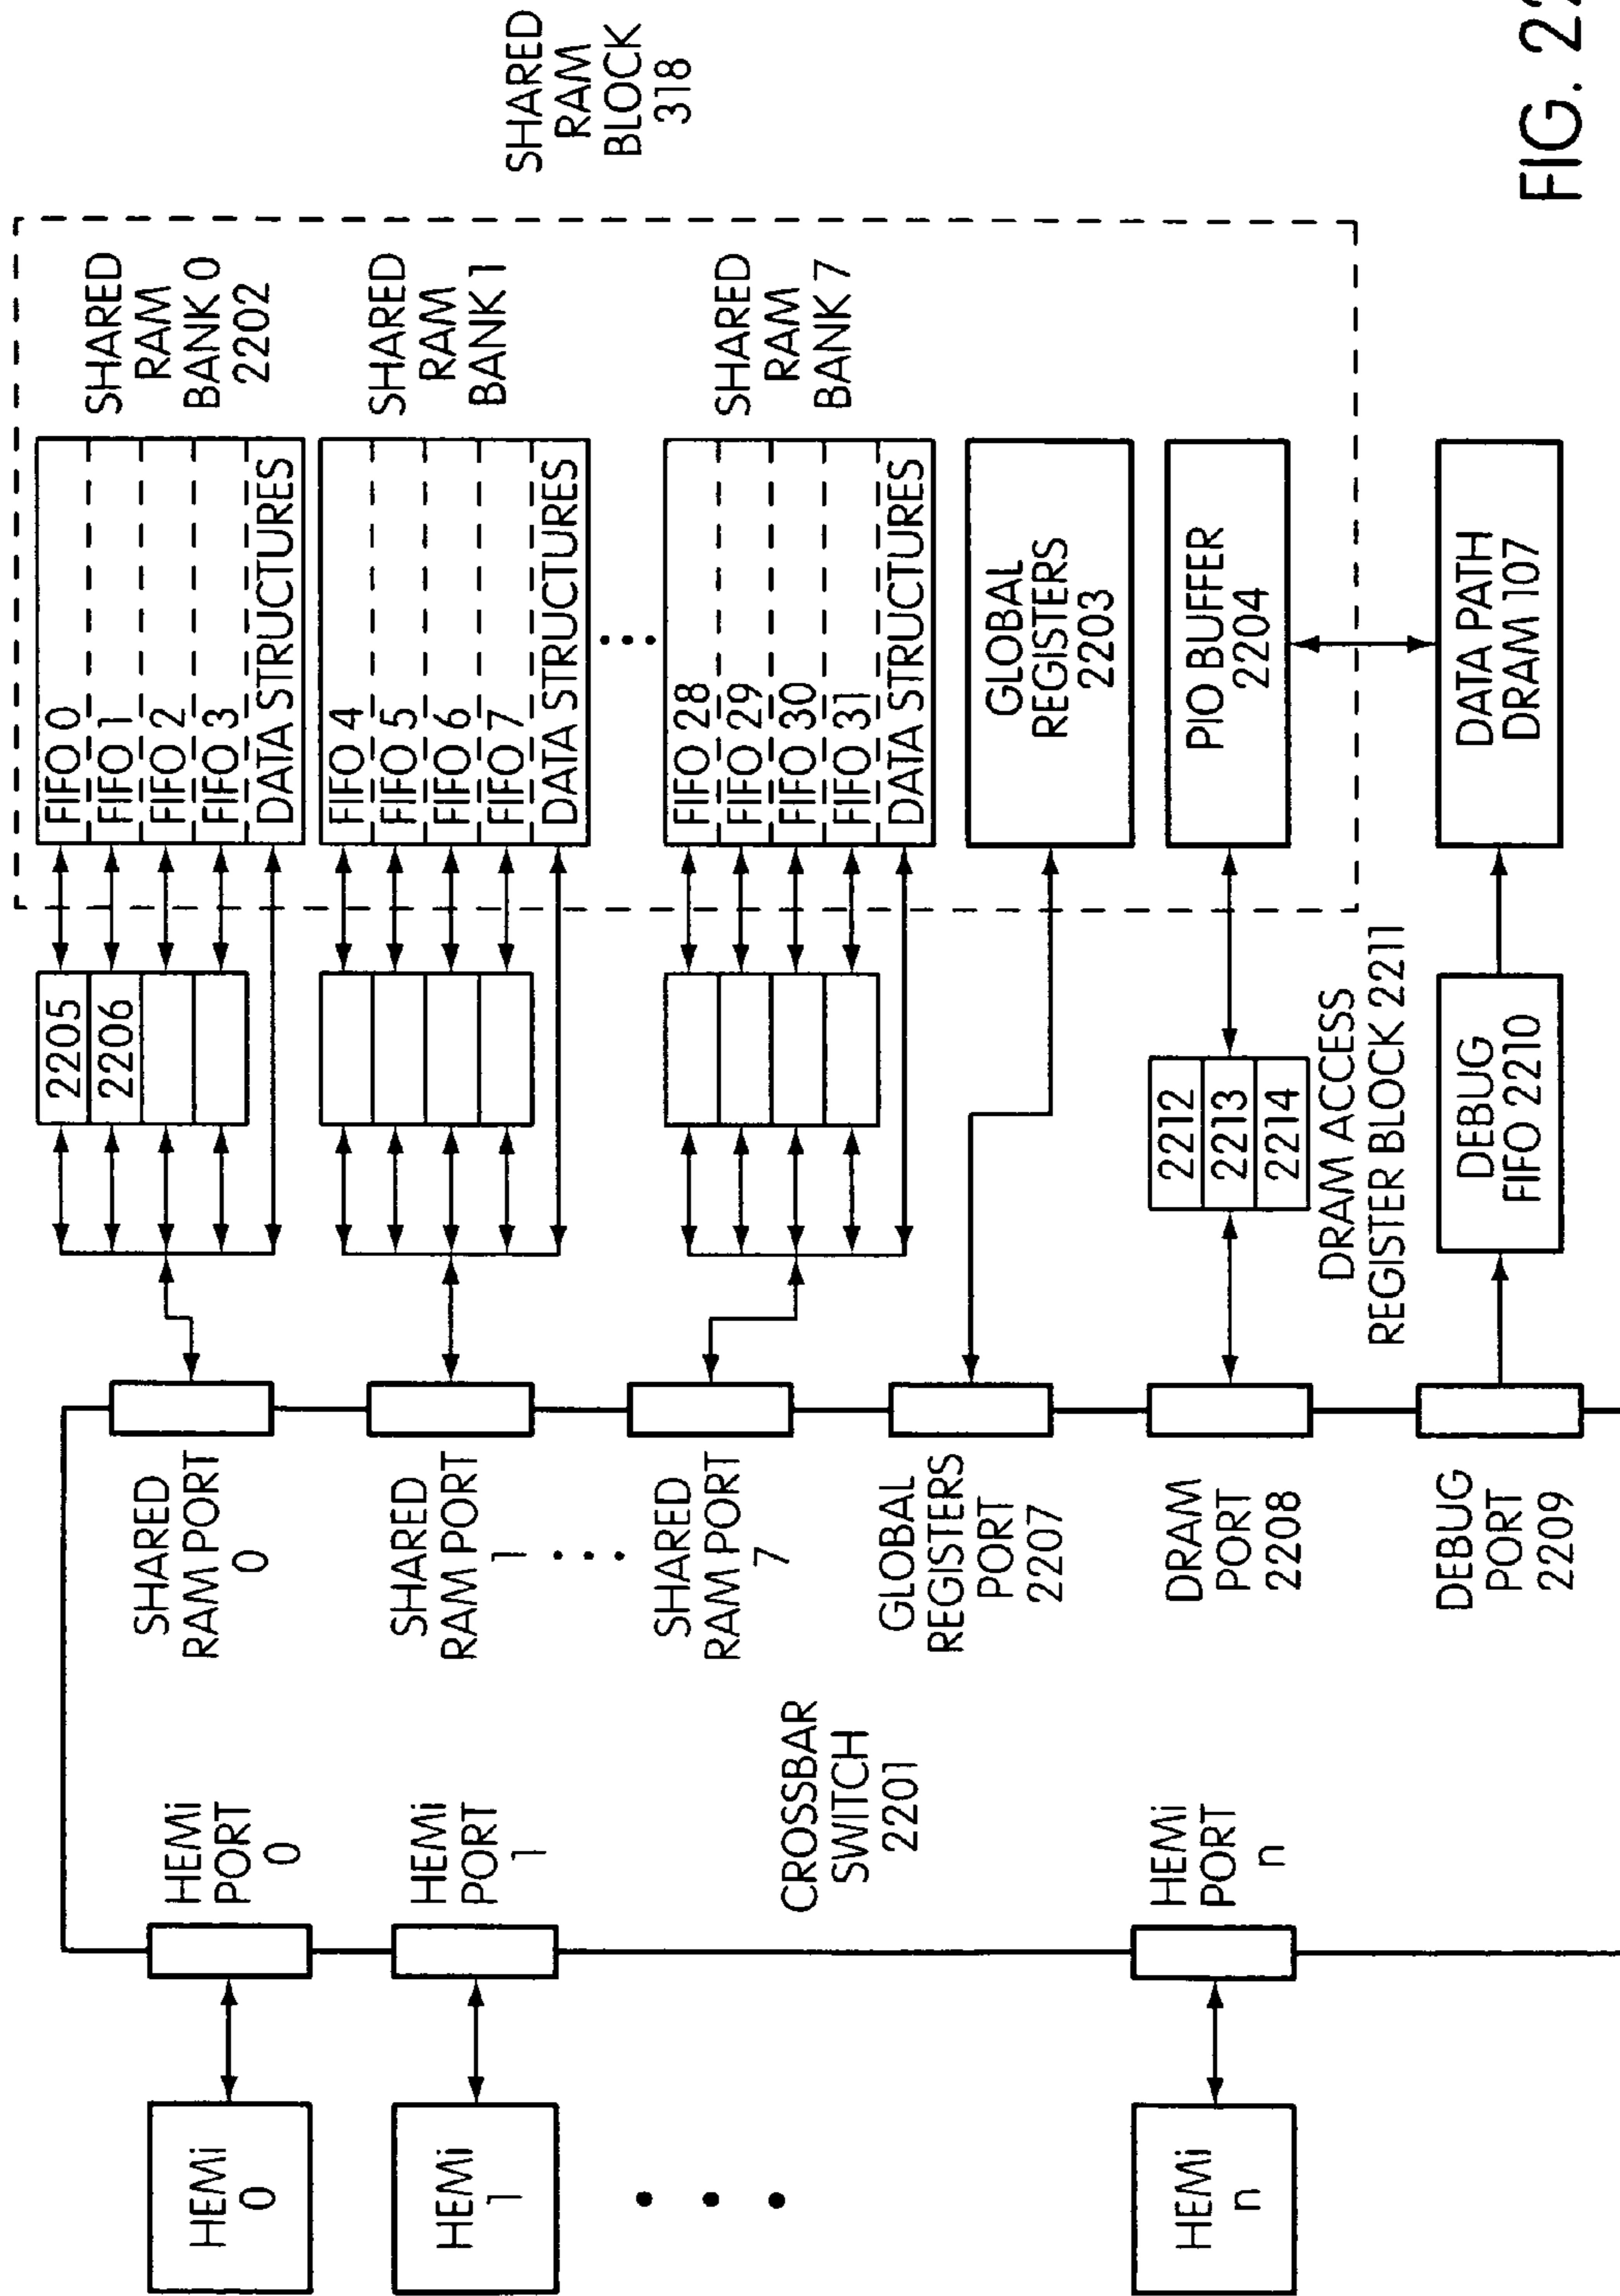 HEMi
0
HEMi
1
HEMi
n
HEMi
PORT
0
HEMi
PORT
1
HEMi
PORT
n
CROSSBAR
SWITCH
2201
SHARED
RAM PORT
0
SHARED
RAM PORT
1
SHARED
RAM PORT
7
GLOBAL
REGISTERS
PORT
2207
DRAM
PORT
2208
DEBUG
PORT
2209
2205
2206
2212
2213
2214
DRAM ACCESS
REGISTER BLOCK 2211
DEBUG
FIFO 2210
FIFO 0
FIFO 1
FIFO 2
FIFO 3
DATA STRUCTURES
FIFO 4
FIFO 5
FIFO 6
FIFO 7
DATA STRUCTURES
FIFO 28
FIFO 29
FIFO 30
FIFO 31
DATA STRUCTURES
GLOBAL
REGISTERS
2203
PIO BUFFER
2204
DATA PATH
DRAM 107
SHARED
RAM
BANK 0
2202
SHARED
RAM
BANK 1
SHARED
RAM
BANK 7
SHARED
RAM
BLOCK
318
FIG. 22